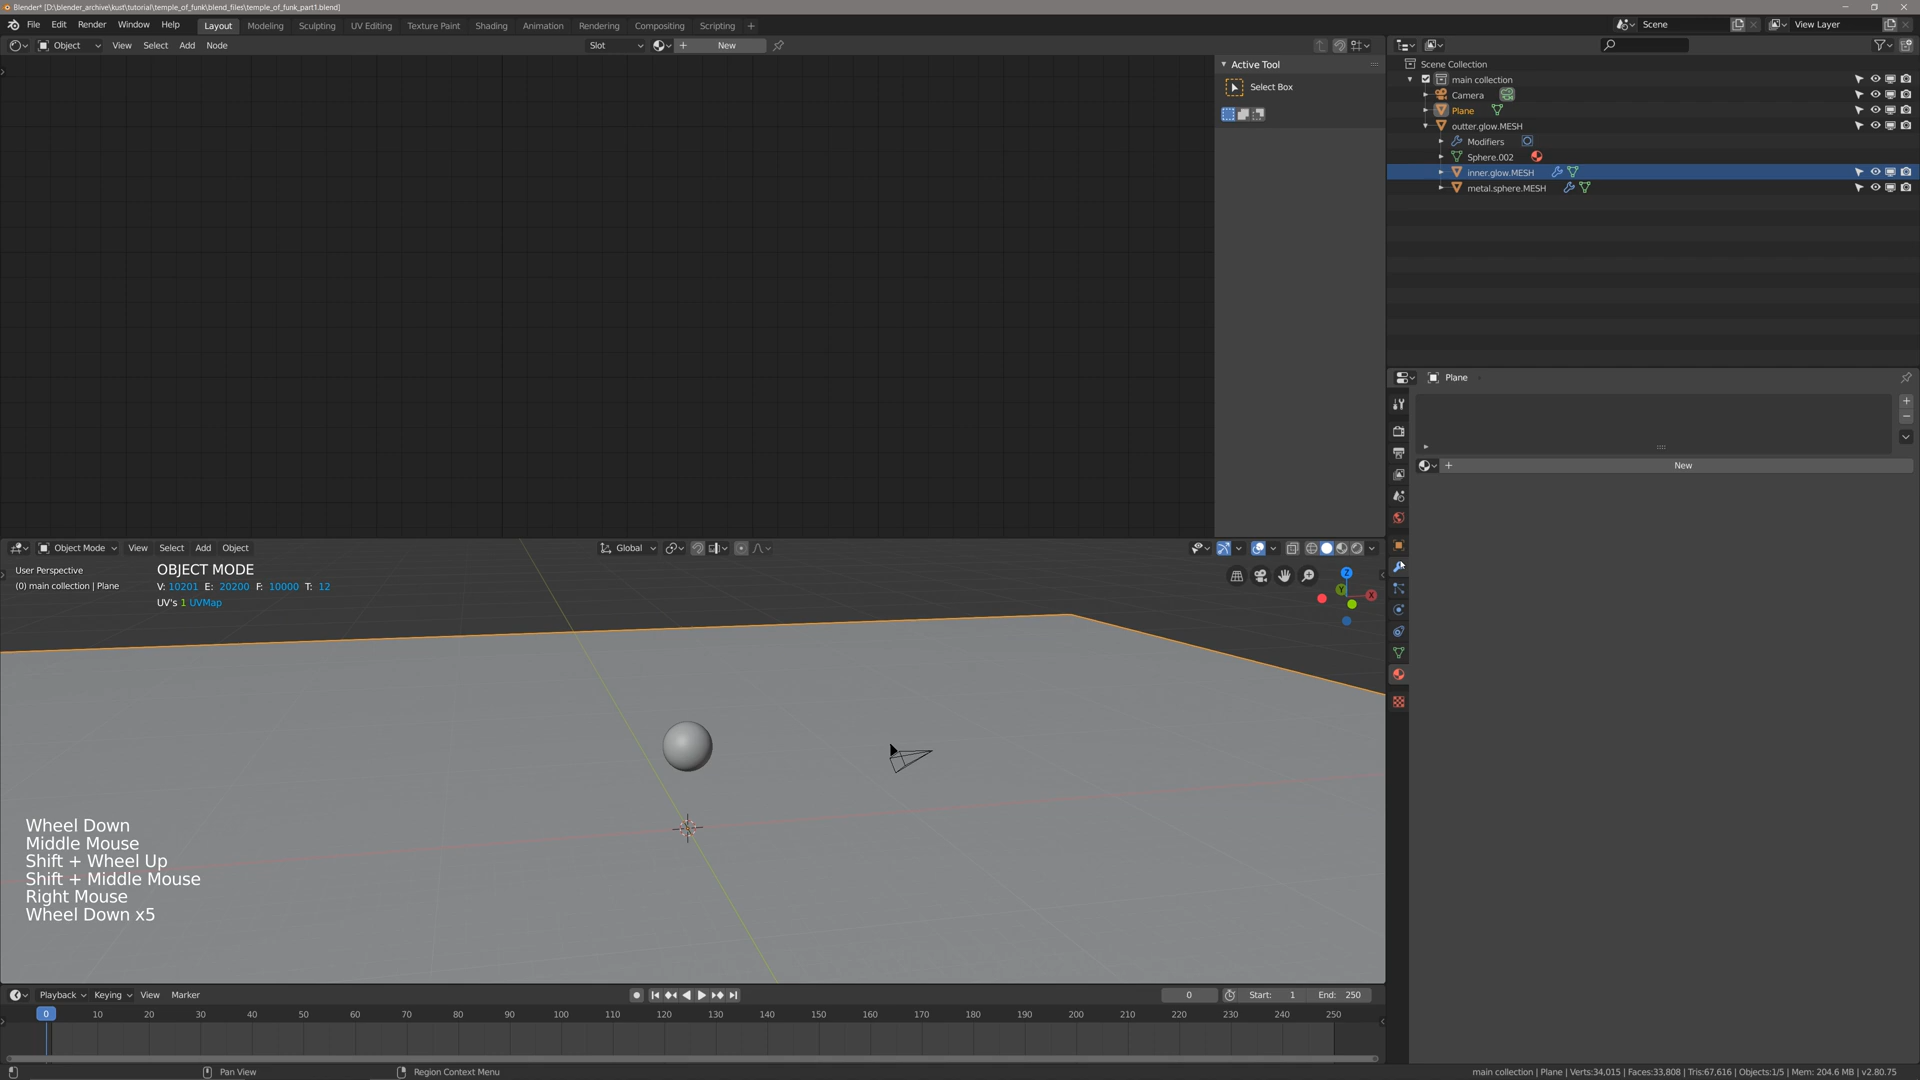 Blender* [D:\blender_archive\kust\tutorial\temple_of_funk\blend_files\temple_of_funk_part1.blend]
File Edit Render Window Help Layout Modeling Sculpting UV Editing Texture Paint Shading Animation Rendering Compositing Scripting + Scene View Layer
Object View Select Add Node Slot New
Active Tool
Select Box
Scene Collection
main collection
Camera
Plane
outter.glow.MESH
Modifiers
Sphere.002
inner.glow.MESH
metal.sphere.MESH
Plane
New
Object Mode View Select Add Object Global
User Perspective
(0) main collection | Plane
OBJECT MODE
V: 10201 E: 20200 F: 10000 T: 12
UV's 1 UVMap
Z
Y
X
Wheel Down
Middle Mouse
Shift + Wheel Up
Shift + Middle Mouse
Right Mouse
Wheel Down x5
Playback Keying View Marker 0 Start: 1 End: 250
0 10 20 30 40 50 60 70 80 90 100 110 120 130 140 150 160 170 180 190 200 210 220 230 240 250
Pan View Region Context Menu main collection | Plane | Verts:34,015 | Faces:33,808 | Tris:67,616 | Objects:1/5 | Mem: 204.6 MB | v2.80.75